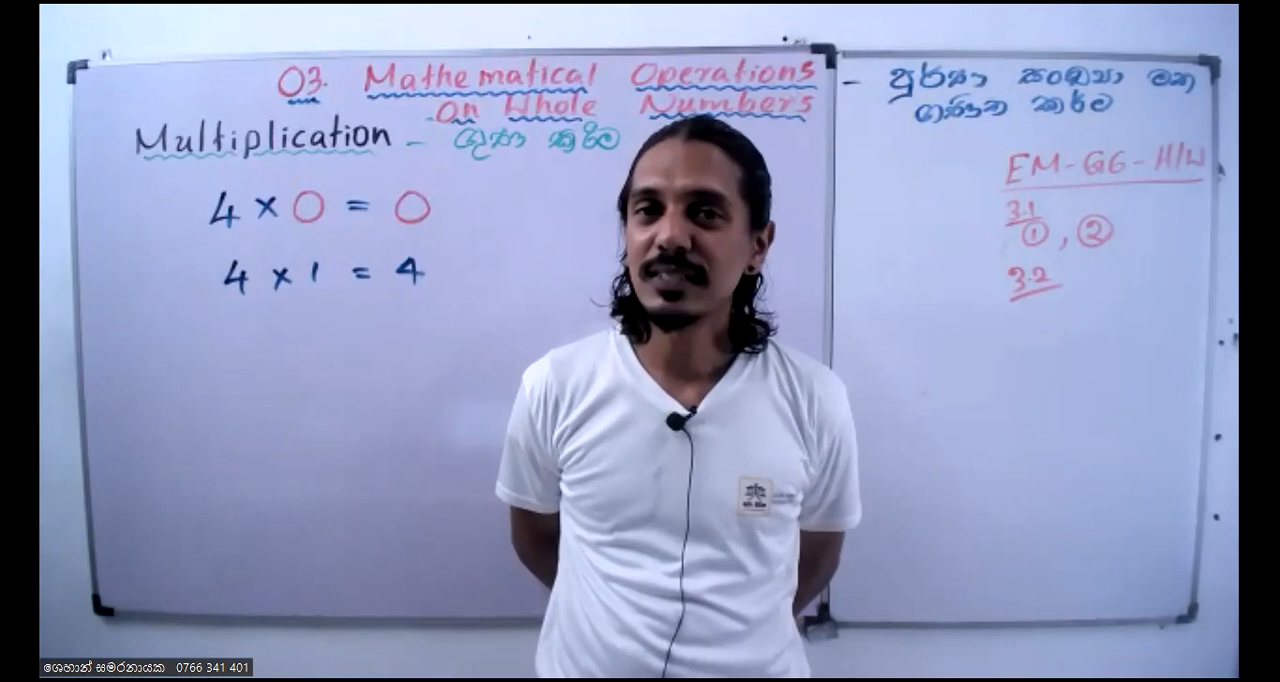 03. Mathematical Operations - පූර්ණ සංඛ්‍යා මත
On Whole Numbers ගණිත කර්ම
Multiplication - ගුණ කිරීම
EM-G6-H/W
4 × 0 = 0
3.1
①, ②
4 × 1 = 4
3.2
ශෙහාන් සමරනායක 0766 341 401